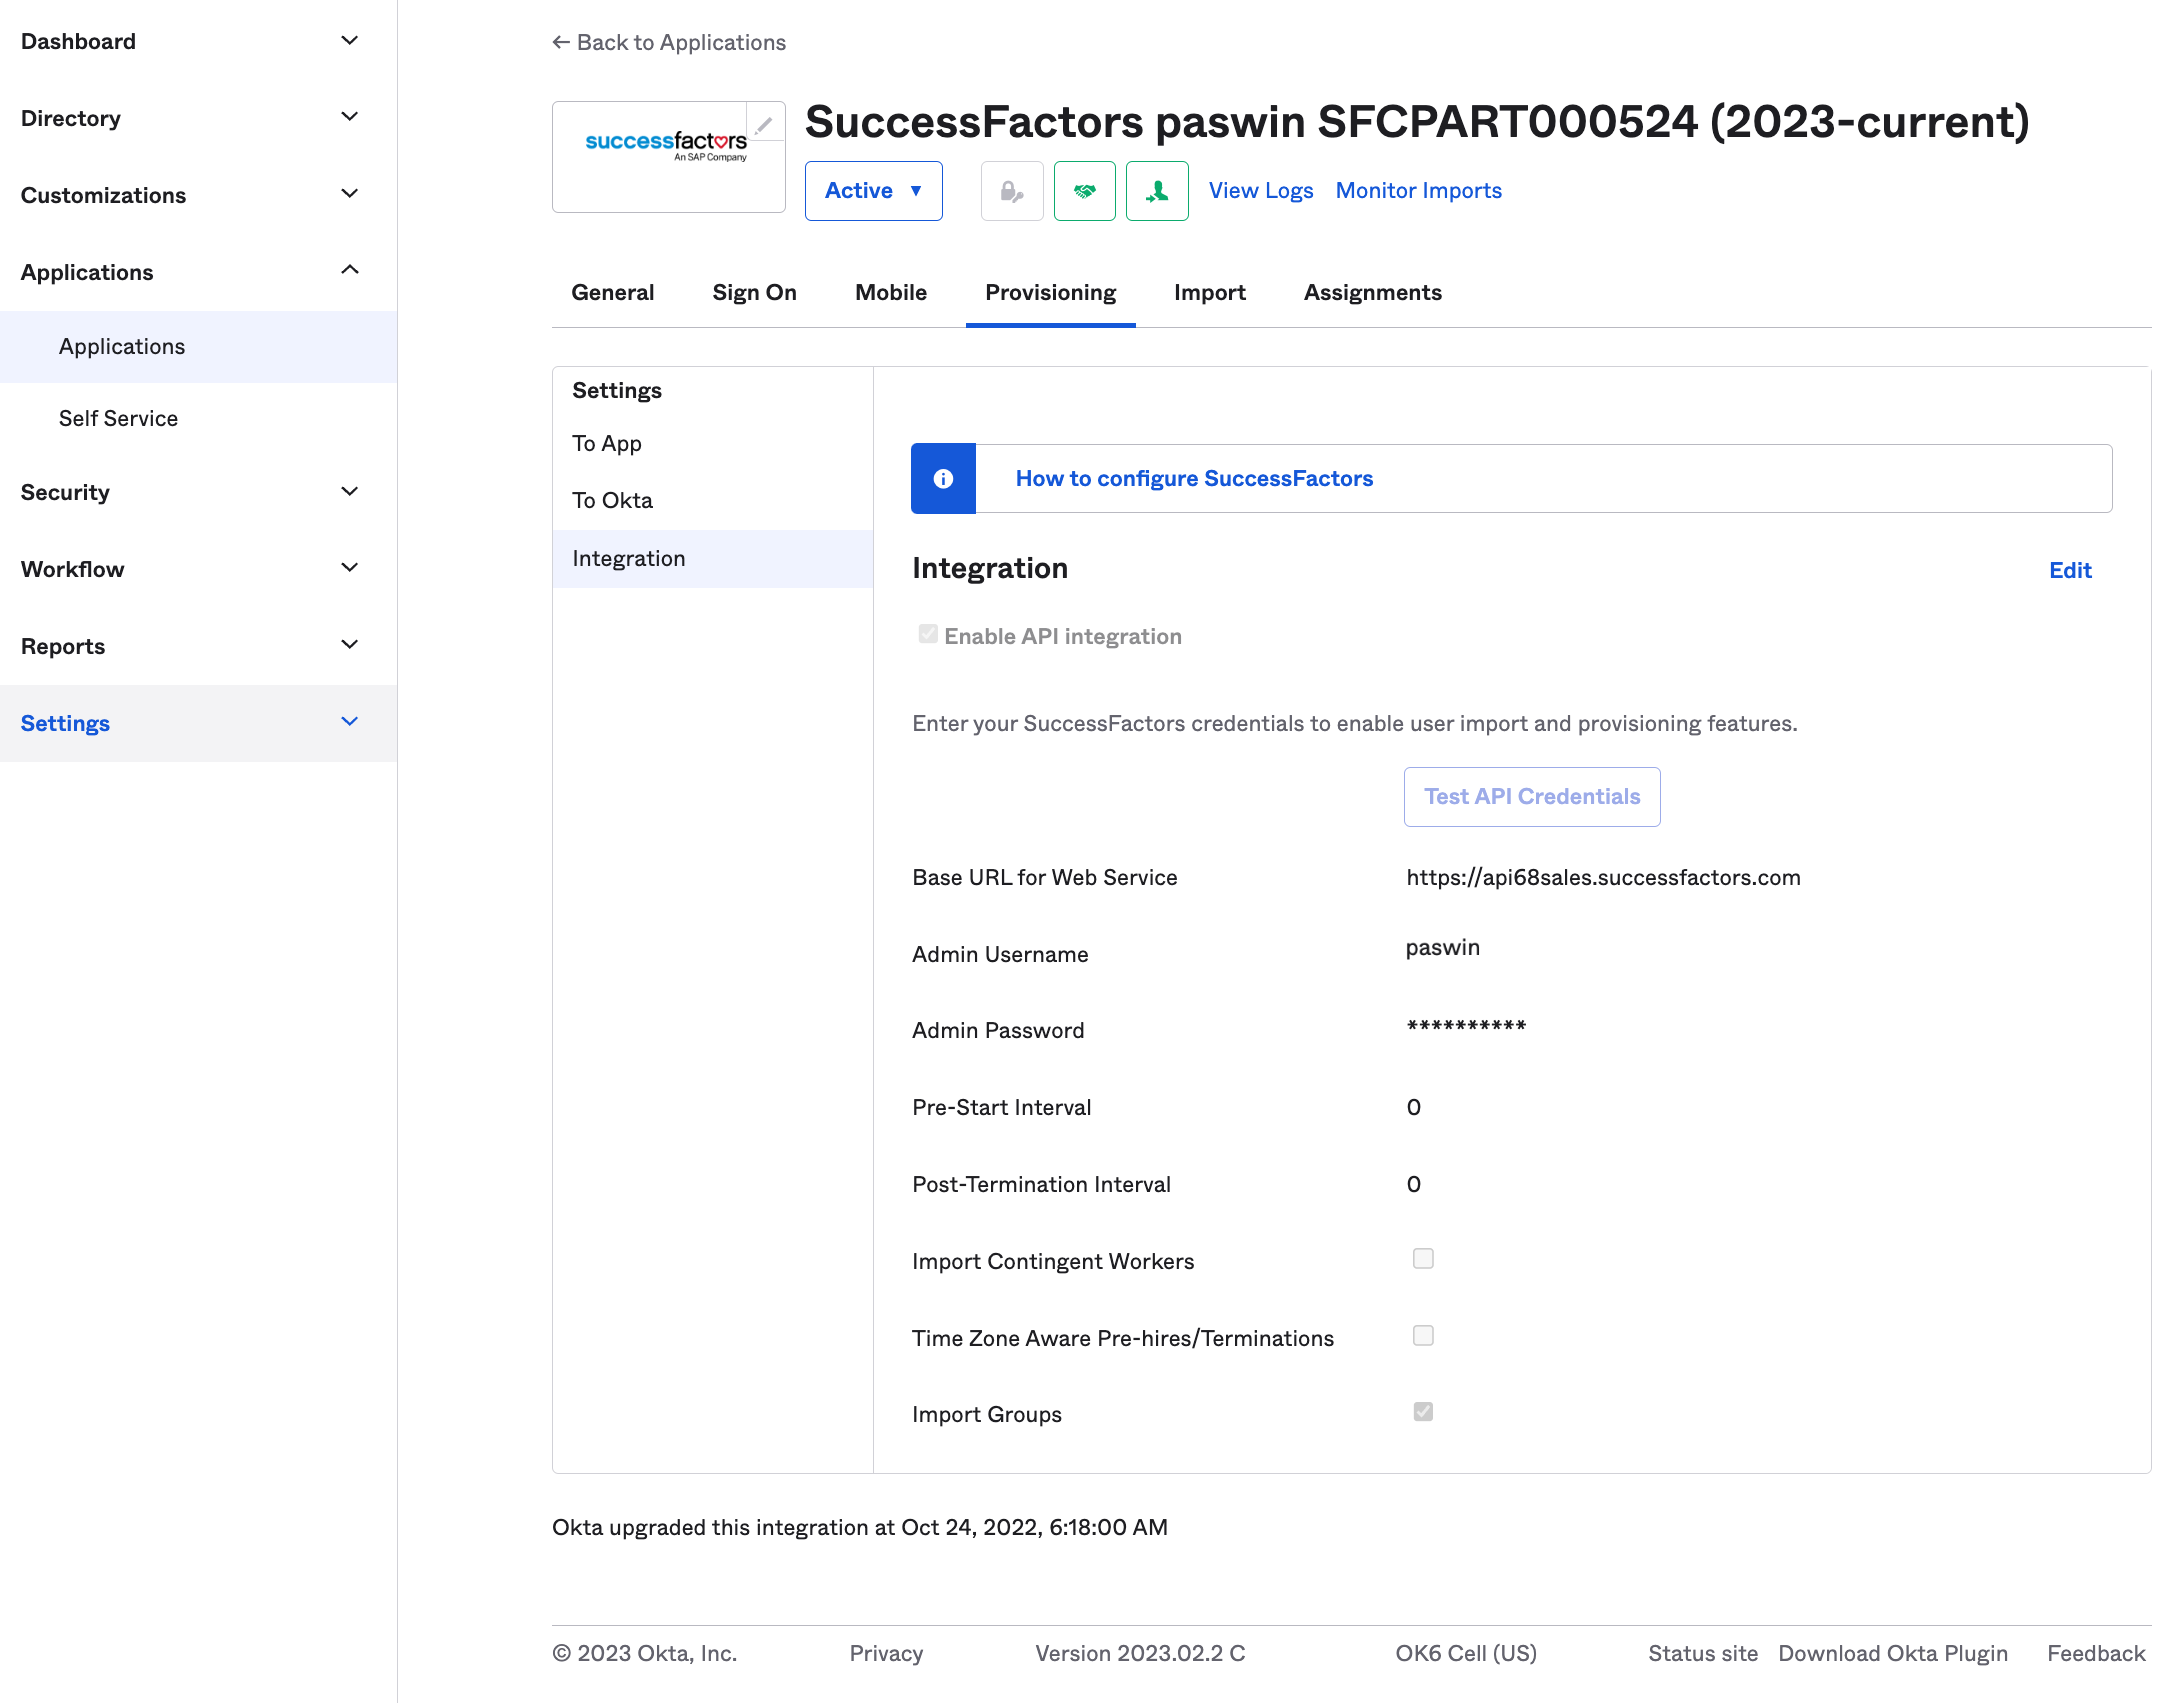 Dashboard
Directory
Customizations
Applications
Applications
Self Service
Security
Workflow
Reports
Settings
← Back to Applications
successfactors
An SAP Company
SuccessFactors paswin SFCPART000524 (2023-current)
Active ▼
View Logs Monitor Imports
General Sign On Mobile Provisioning Import Assignments
Settings
To App
To Okta
Integration
How to configure SuccessFactors
Integration Edit
Enable API integration
Enter your SuccessFactors credentials to enable user import and provisioning features.
Test API Credentials
Base URL for Web Service https://api68sales.successfactors.com
Admin Username paswin
Admin Password **********
Pre-Start Interval 0
Post-Termination Interval 0
Import Contingent Workers
Time Zone Aware Pre-hires/Terminations
Import Groups
Okta upgraded this integration at Oct 24, 2022, 6:18:00 AM
© 2023 Okta, Inc. Privacy Version 2023.02.2 C OK6 Cell (US) Status site Download Okta Plugin Feedback